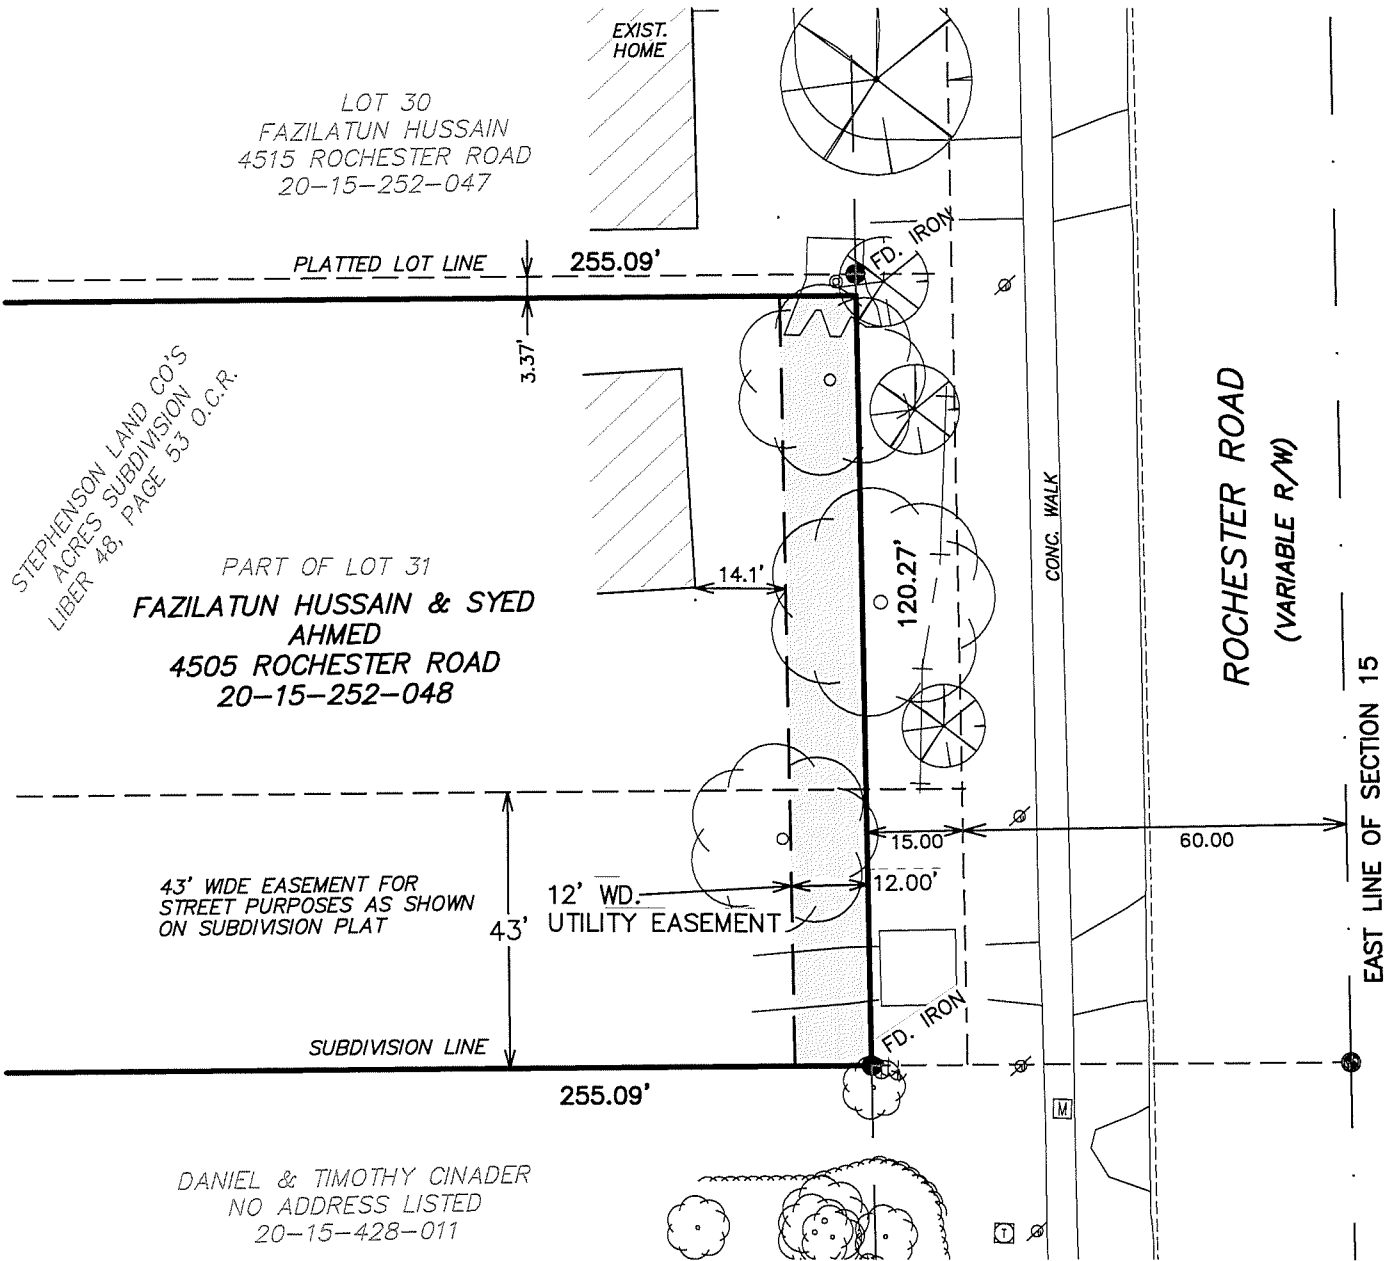 EXIST.
HOME
LOT 30
FAZILATUN HUSSAIN
4515 ROCHESTER ROAD
20-15-252-047
FD. IRON
PLATTED LOT LINE
255.09'
3.37'
STEPHENSON LAND CO'S
ACRES SUBDIVISION
LIBER 48, PAGE 53 O.C.R.
ROCHESTER ROAD
(VARIABLE R/W)
CONC. WALK
PART OF LOT 31
FAZILATUN HUSSAIN & SYED
AHMED
4505 ROCHESTER ROAD
20-15-252-048
14.1'
120.27'
EAST LINE OF SECTION 15
15.00
60.00
12.00'
43' WIDE EASEMENT FOR
STREET PURPOSES AS SHOWN
ON SUBDIVISION PLAT
43'
12' WD.
UTILITY EASEMENT
FD. IRON
SUBDIVISION LINE
255.09'
M
DANIEL & TIMOTHY CINADER
NO ADDRESS LISTED
20-15-428-011
T